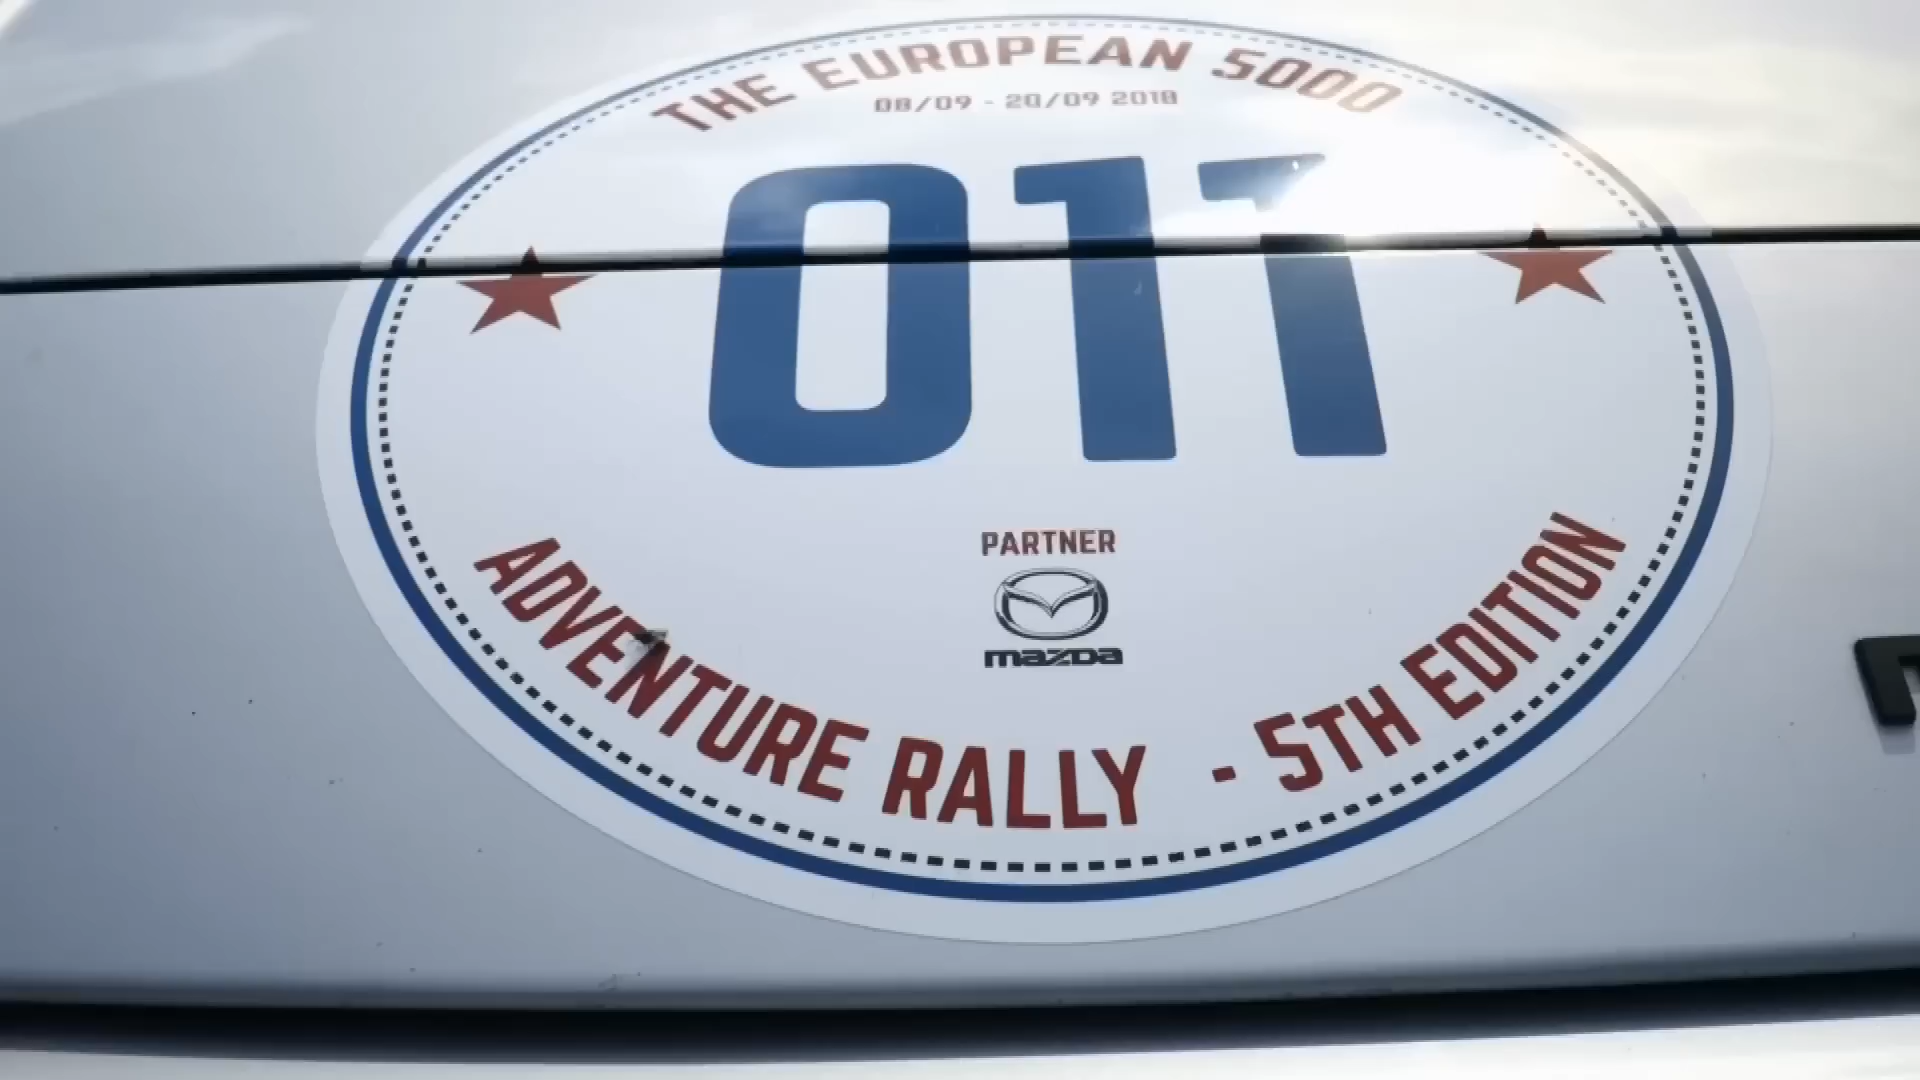 THE EUROPEAN 5000
08/09 - 20/09 2018
011
PARTNER
mazda
ADVENTURE RALLY - 5TH EDITION